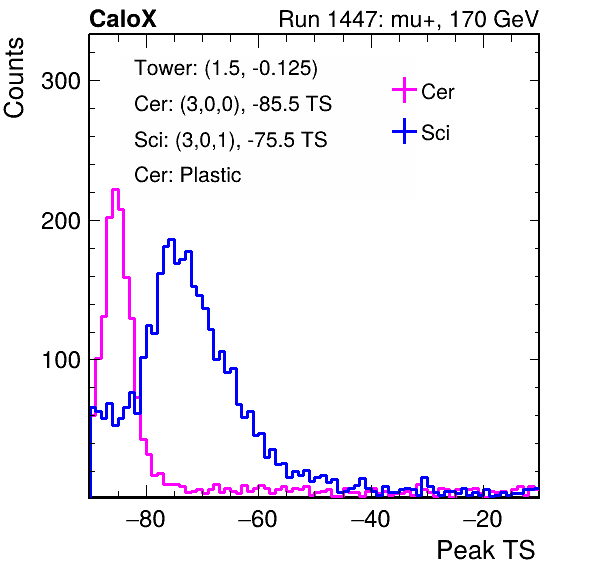 CaloX Run 1447: mu+, 170 GeV
Counts
Tower: (1.5, -0.125)
Cer: (3,0,0), -85.5 TS
Sci: (3,0,1), -75.5 TS
Cer: Plastic
Cer
Sci
300
200
100
−80 −60 −40 −20
Peak TS